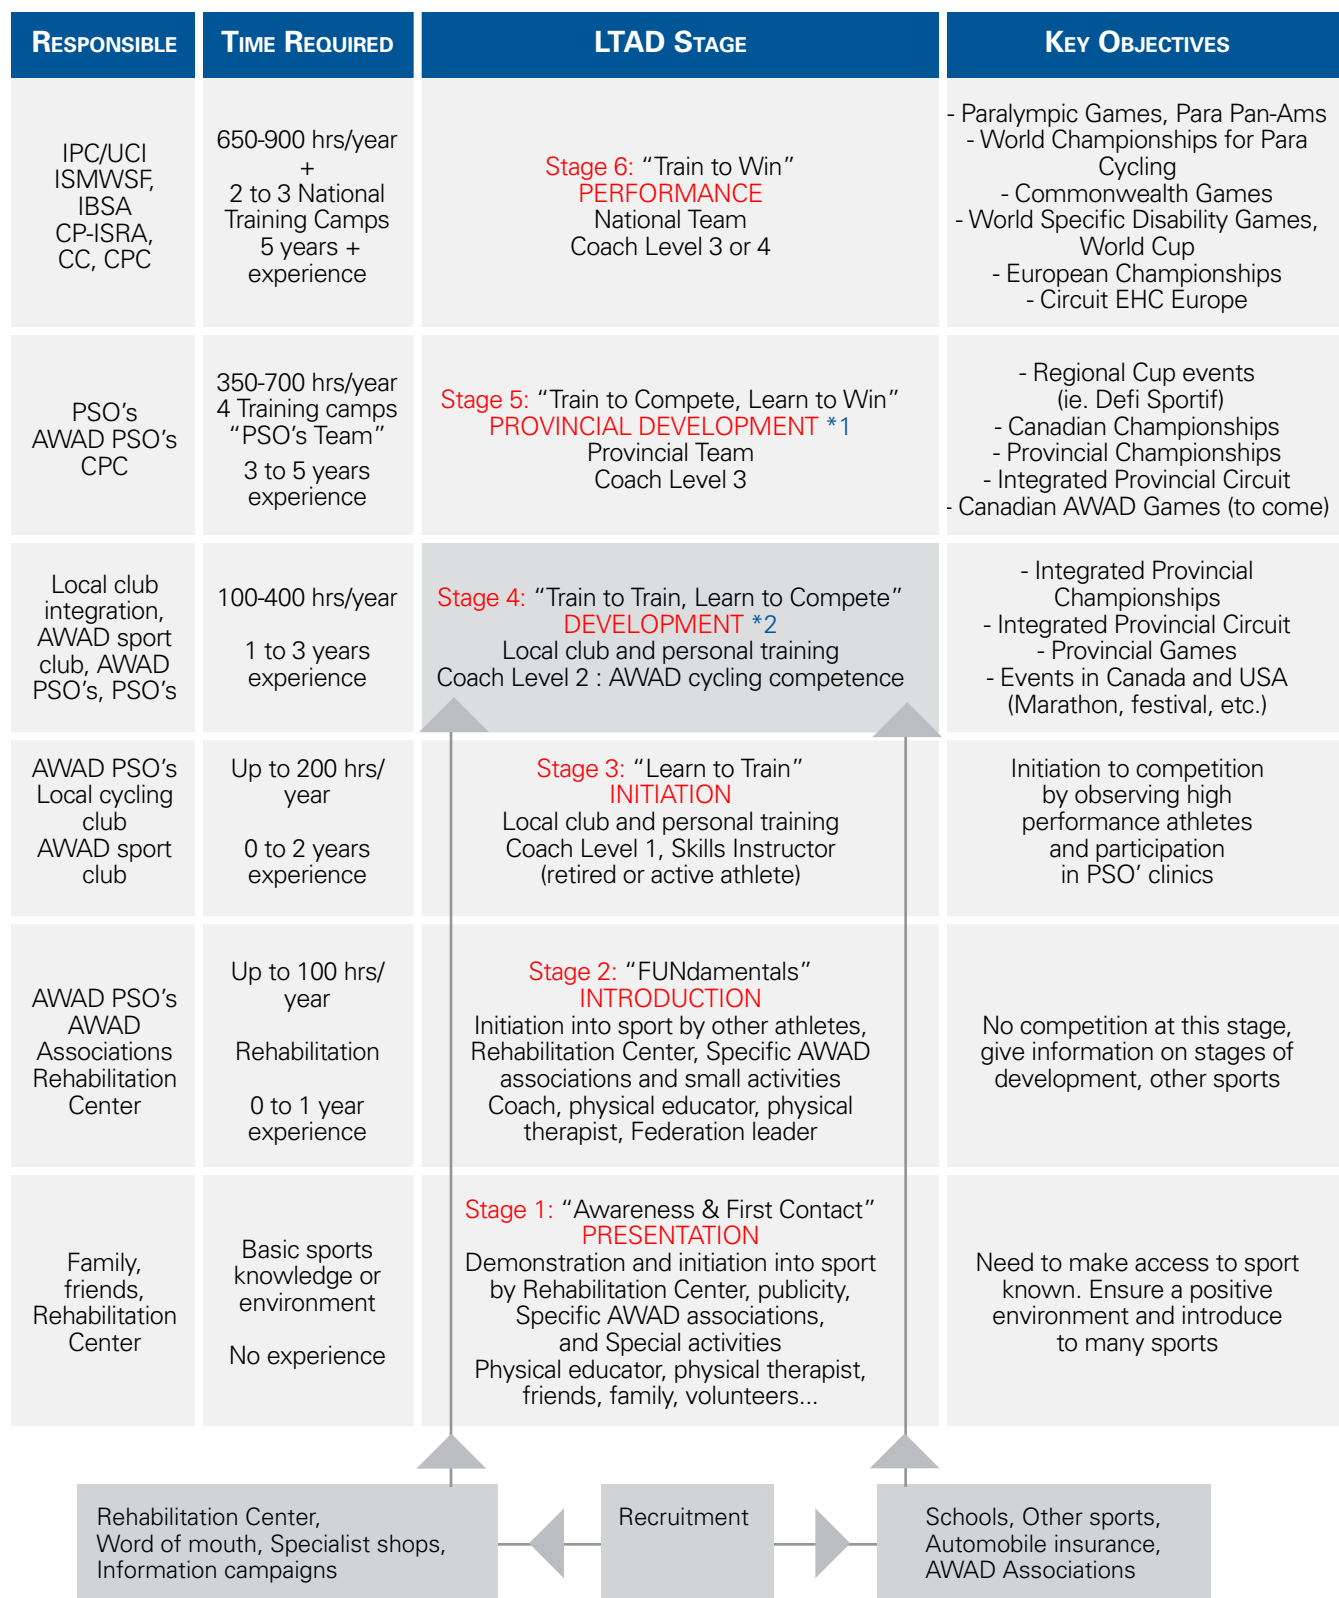 RESPONSIBLE
TIME REQUIRED
LTAD STAGE
KEY OBJECTIVES
IPC/UCI
ISMWSF,
IBSA
CP-ISRA,
CC, CPC
650-900 hrs/year
+
2 to 3 National
Training Camps
5 years +
experience
Stage 6: “Train to Win”
PERFORMANCE
National Team
Coach Level 3 or 4
- Paralympic Games, Para Pan-Ams
- World Championships for Para
Cycling
- Commonwealth Games
- World Specific Disability Games,
World Cup
- European Championships
- Circuit EHC Europe
PSO’s
AWAD PSO’s
CPC
350-700 hrs/year
4 Training camps
“PSO’s Team”
3 to 5 years
experience
Stage 5: “Train to Compete, Learn to Win”
PROVINCIAL DEVELOPMENT *1
Provincial Team
Coach Level 3
- Regional Cup events
(ie. Defi Sportif)
- Canadian Championships
- Provincial Championships
- Integrated Provincial Circuit
- Canadian AWAD Games (to come)
Local club
integration,
AWAD sport
club, AWAD
PSO’s, PSO’s
100-400 hrs/year
1 to 3 years
experience
Stage 4: “Train to Train, Learn to Compete”
DEVELOPMENT *2
Local club and personal training
Coach Level 2 : AWAD cycling competence
- Integrated Provincial
Championships
- Integrated Provincial Circuit
- Provincial Games
- Events in Canada and USA
(Marathon, festival, etc.)
AWAD PSO’s
Local cycling
club
AWAD sport
club
Up to 200 hrs/
year
0 to 2 years
experience
Stage 3: “Learn to Train”
INITIATION
Local club and personal training
Coach Level 1, Skills Instructor
(retired or active athlete)
Initiation to competition
by observing high
performance athletes
and participation
in PSO’ clinics
AWAD PSO’s
AWAD
Associations
Rehabilitation
Center
Up to 100 hrs/
year
Rehabilitation
0 to 1 year
experience
Stage 2: “FUNdamentals”
INTRODUCTION
Initiation into sport by other athletes,
Rehabilitation Center, Specific AWAD
associations and small activities
Coach, physical educator, physical
therapist, Federation leader
No competition at this stage,
give information on stages of
development, other sports
Family,
friends,
Rehabilitation
Center
Basic sports
knowledge or
environment
No experience
Stage 1: “Awareness & First Contact”
PRESENTATION
Demonstration and initiation into sport
by Rehabilitation Center, publicity,
Specific AWAD associations,
and Special activities
Physical educator, physical therapist,
friends, family, volunteers...
Need to make access to sport
known. Ensure a positive
environment and introduce
to many sports
Rehabilitation Center,
Word of mouth, Specialist shops,
Information campaigns
Recruitment
Schools, Other sports,
Automobile insurance,
AWAD Associations